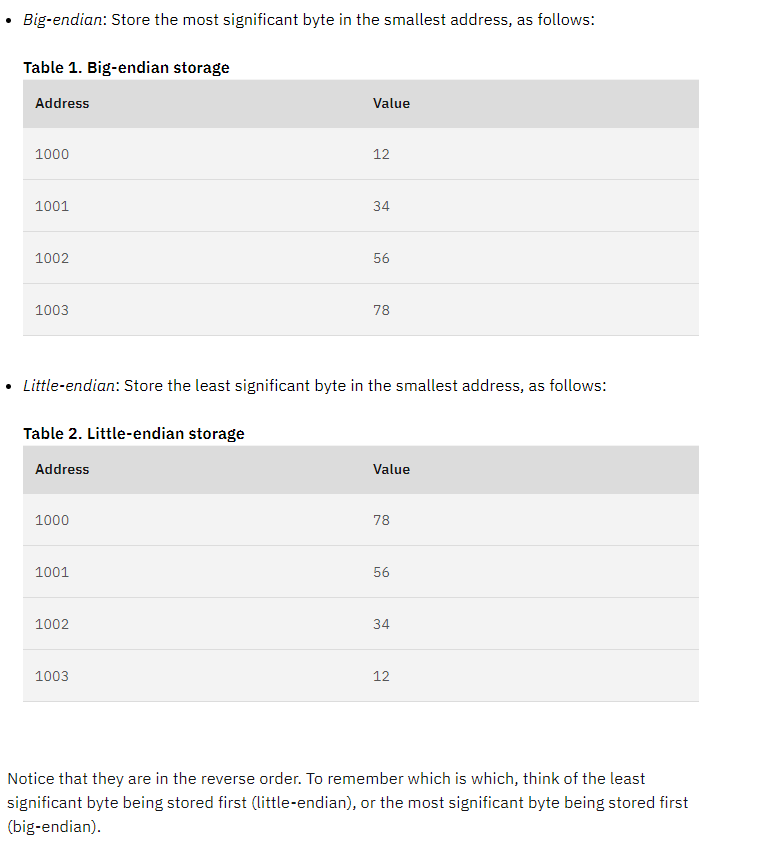 • Big-endian: Store the most significant byte in the smallest address, as follows:
Table 1. Big-endian storage
Address Value
1000 12
1001 34
1002 56
1003 78
• Little-endian: Store the least significant byte in the smallest address, as follows:
Table 2. Little-endian storage
Address Value
1000 78
1001 56
1002 34
1003 12
Notice that they are in the reverse order. To remember which is which, think of the least
significant byte being stored first (little-endian), or the most significant byte being stored first
(big-endian).